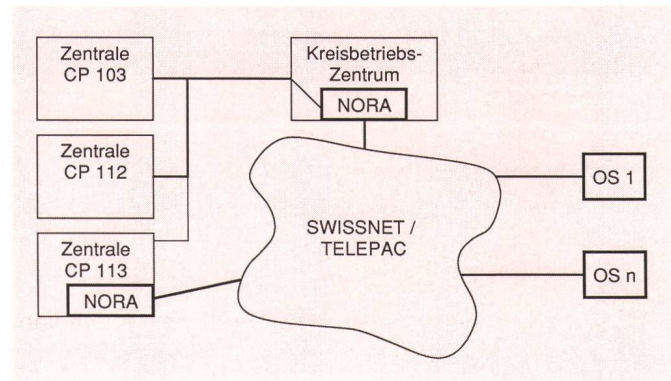 Zentrale
CP 103
Kreisbetriebs-
Zentrum
NORA
Zentrale
CP 112
OS 1
SWISSNET /
TELEPAC
Zentrale
CP 113
NORA
OS n